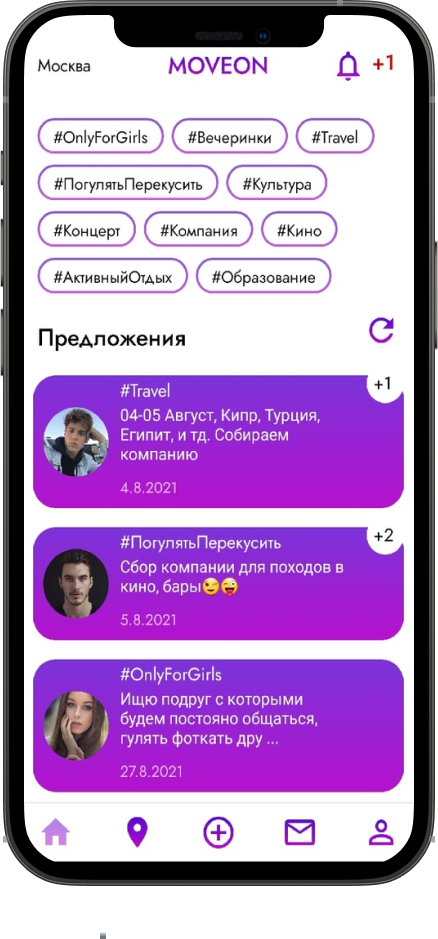 Москва MOVEON +1
#OnlyForGirls #Вечеринки #Travel
#ПогулятьПерекусить #Культура
#Концерт #Компания #Кино
#АктивныйОтдых #Образование
Предложения
+1
#Travel
04-05 Август, Кипр, Турция,
Египит, и тд. Собираем
компанию
4.8.2021
+2
#ПогулятьПерекусить
Сбор компании для походов в
кино, бары😉😜
5.8.2021
#OnlyForGirls
Ищю подруг с которыми
будем постояно общаться,
гулять фоткать дру ...
27.8.2021